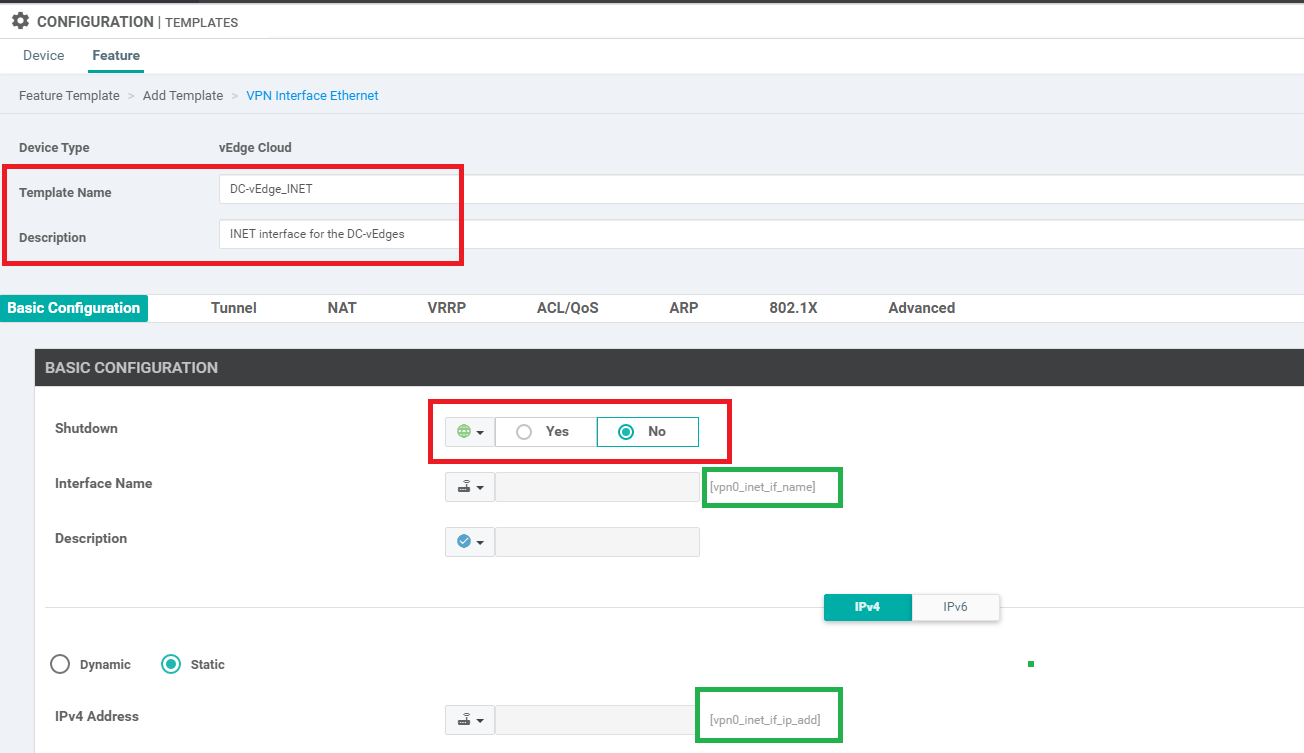 CONFIGURATION | TEMPLATES
Device Feature
Feature Template > Add Template > VPN Interface Ethernet
Device Type vEdge Cloud
Template Name DC-vEdge_INET
Description INET interface for the DC-vEdges
Basic Configuration Tunnel NAT VRRP ACL/QoS ARP 802.1X Advanced
BASIC CONFIGURATION
Shutdown Yes No
Interface Name [vpn0_inet_if_name]
Description
IPv4 IPv6
Dynamic Static
IPv4 Address [vpn0_inet_if_ip_add]